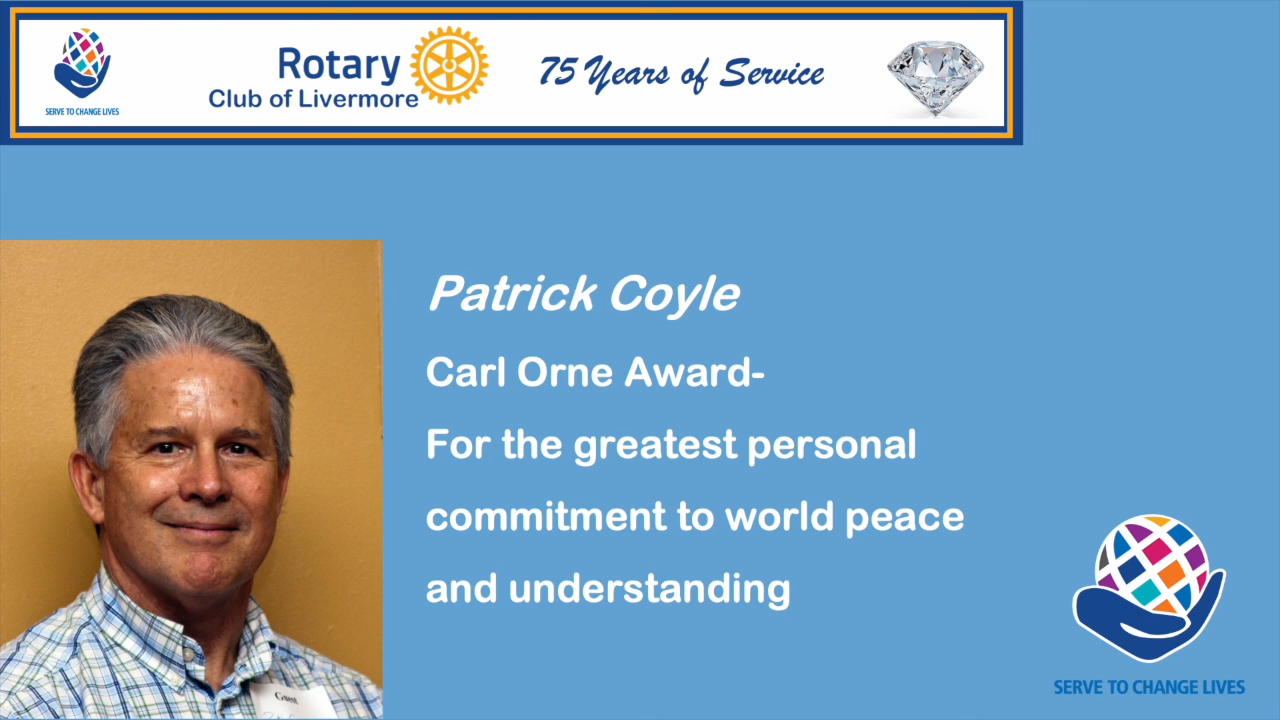 SERVE TO CHANGE LIVES
Rotary
Club of Livermore
75 Years of Service
Patrick Coyle
Carl Orne Award-
For the greatest personal
commitment to world peace
and understanding
Guest
SERVE TO CHANGE LIVES